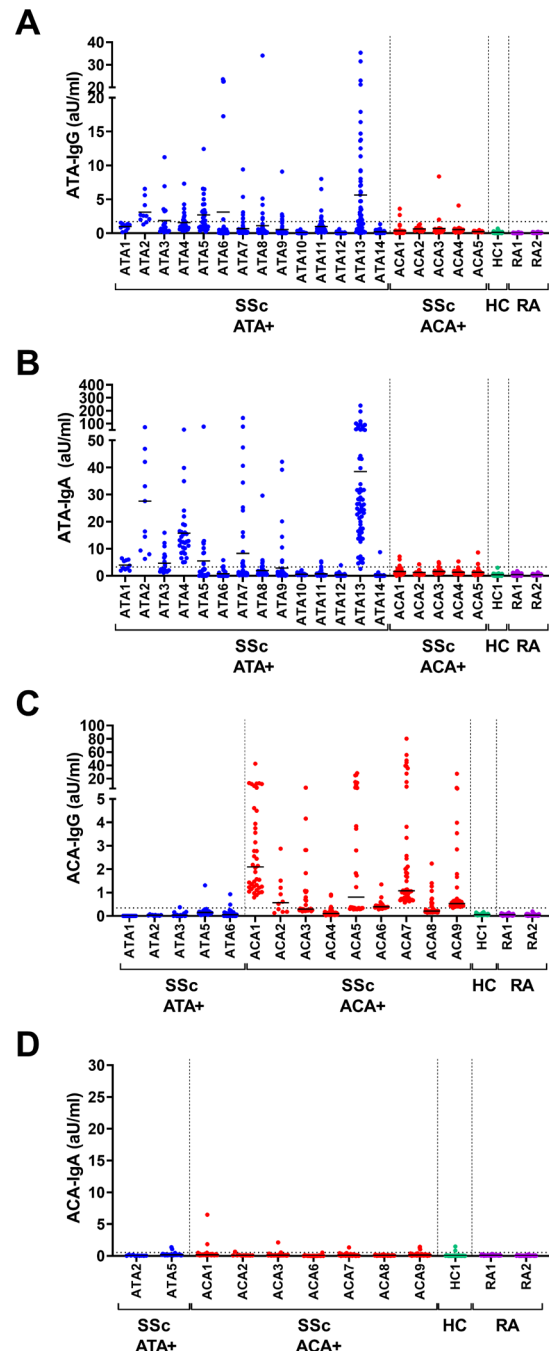 A
ATA-IgG (aU/ml)
40
30
20
20
15
10
5
0
ATA1 ATA2 ATA3 ATA4 ATA5 ATA6 ATA7 ATA8 ATA9 ATA10 ATA11 ATA12 ATA13 ATA14 ACA1 ACA2 ACA3 ACA4 ACA5 HC1 RA1 RA2
SSc SSc HC RA
ATA+ ACA+
B
ATA-IgA (aU/ml)
400
300
200
100
50
40
30
20
10
0
ATA1 ATA2 ATA3 ATA4 ATA5 ATA6 ATA7 ATA8 ATA9 ATA10 ATA11 ATA12 ATA13 ATA14 ACA1 ACA2 ACA3 ACA4 ACA5 HC1 RA1 RA2
SSc SSc HC RA
ATA+ ACA+
C
ACA-IgG (aU/ml)
100
80
60
40
20
5
4
3
2
1
0
ATA1 ATA2 ATA3 ATA5 ATA6 ACA1 ACA2 ACA3 ACA4 ACA5 ACA6 ACA7 ACA8 ACA9 HC1 RA1 RA2
SSc SSc HC RA
ATA+ ACA+
D
ACA-IgA (aU/ml)
30
25
20
15
10
5
0
ATA2 ATA5 ACA1 ACA2 ACA3 ACA6 ACA7 ACA8 ACA9 HC1 RA1 RA2
SSc SSc HC RA
ATA+ ACA+